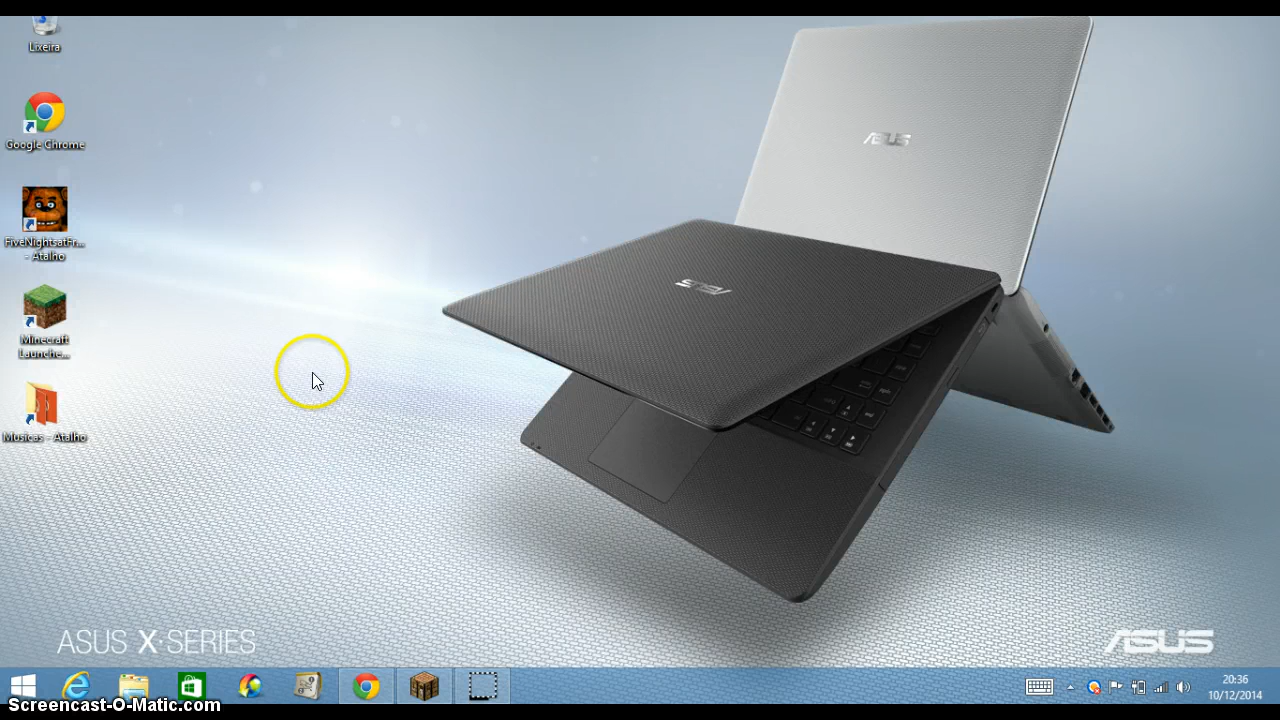 Lixeira
Google Chrome
FiveNightsatFr...
- Atalho
Minecraft
Launche...
Musicas - Atalho
ASUS
ASUS
ASUS X-SERIES
ASUS
20:36
10/12/2014
Screencast-O-Matic.com